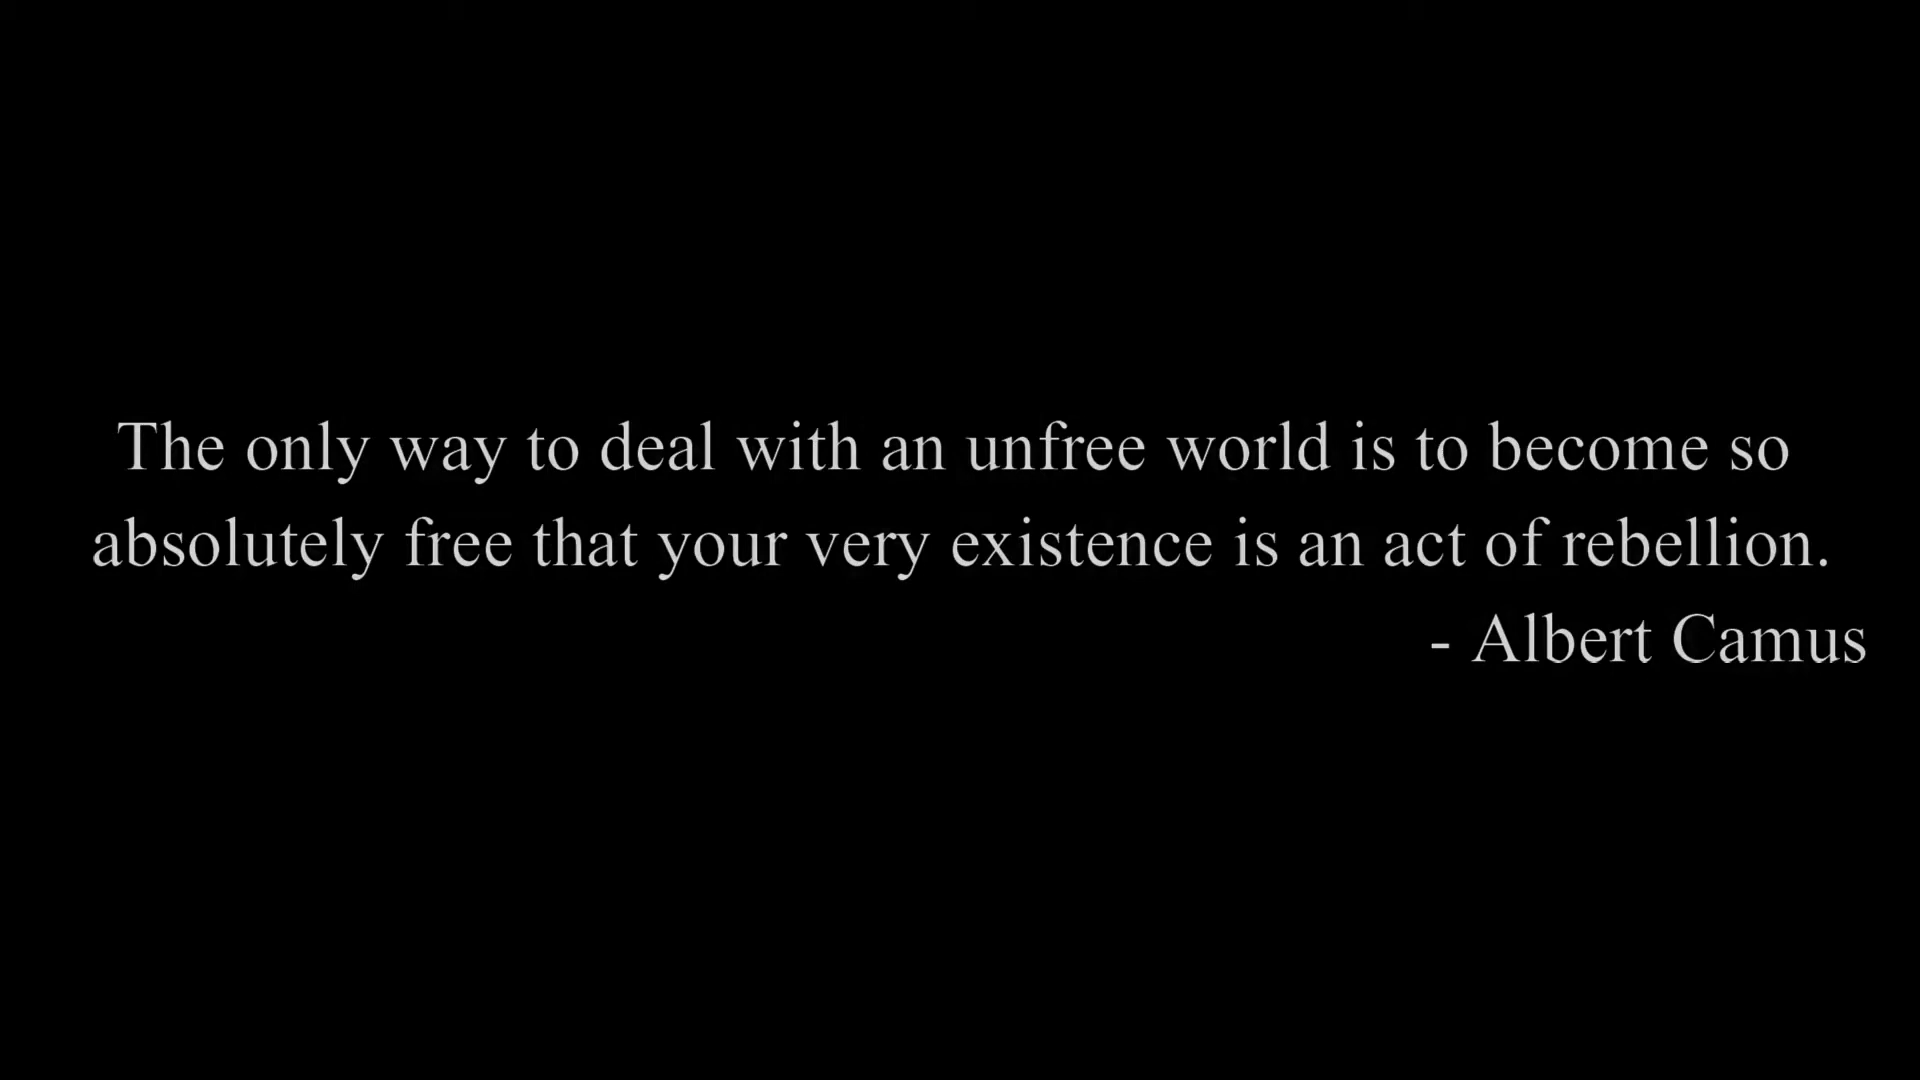 The only way to deal with an unfree world is to become so
absolutely free that your very existence is an act of rebellion.
- Albert Camus